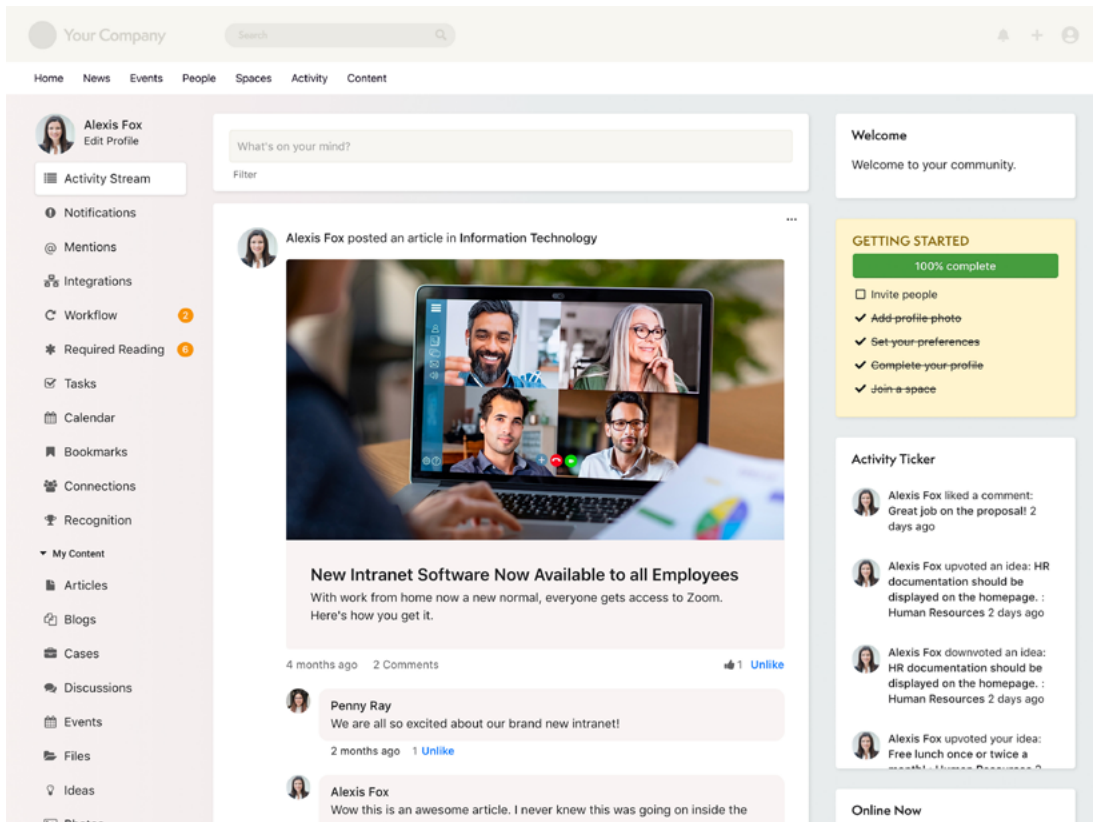 Your Company
Search
Home News Events People Spaces Activity Content
Alexis Fox
Edit Profile
Activity Stream
Notifications
@ Mentions
Integrations
Workflow 2
Required Reading 6
Tasks
Calendar
Bookmarks
Connections
Recognition
My Content
Articles
Blogs
Cases
Discussions
Events
Files
Ideas
What's on your mind?
Filter
Alexis Fox posted an article in Information Technology
New Intranet Software Now Available to all Employees
With work from home now a new normal, everyone gets access to Zoom.
Here's how you get it.
4 months ago 2 Comments 1 Unlike
Penny Ray
We are all so excited about our brand new intranet!
2 months ago 1 Unlike
Alexis Fox
Wow this is an awesome article. I never knew this was going on inside the
Welcome
Welcome to your community.
GETTING STARTED
100% complete
Invite people
Add profile photo
Set your preferences
Complete your profile
Join a space
Activity Ticker
Alexis Fox liked a comment:
Great job on the proposal! 2
days ago
Alexis Fox upvoted an idea: HR
documentation should be
displayed on the homepage. :
Human Resources 2 days ago
Alexis Fox downvoted an idea:
HR documentation should be
displayed on the homepage. :
Human Resources 2 days ago
Alexis Fox upvoted your idea:
Free lunch once or twice a
month! : Human Resources 2
Online Now